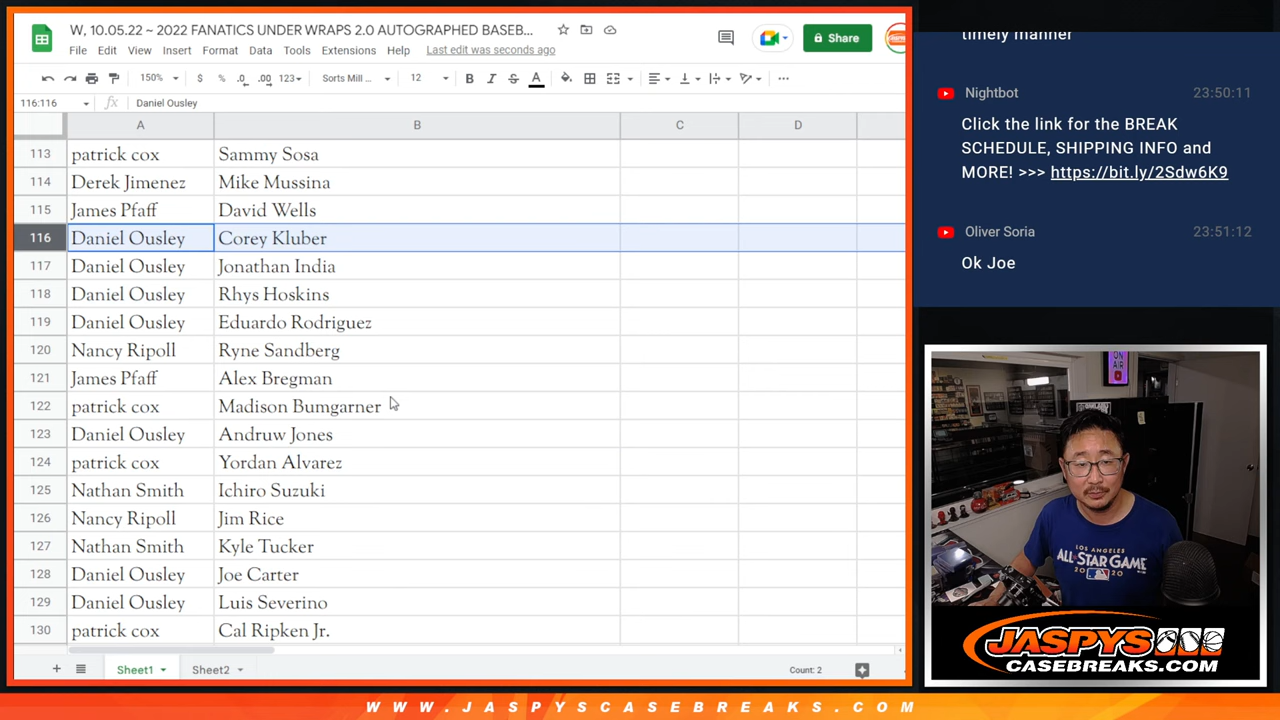 W, 10.05.22 ~ 2022 FANATICS UNDER WRAPS 2.0 AUTOGRAPHED BASEB...
File Edit View Insert Format Data Tools Extensions Help Last edit was seconds ago
Share
150% $ % .0 .00 123 Sorts Mill ... 12 B I S A
116:116 fx Daniel Ousley
A B C D
113 patrick cox Sammy Sosa
114 Derek Jimenez Mike Mussina
115 James Pfaff David Wells
116 Daniel Ousley Corey Kluber
117 Daniel Ousley Jonathan India
118 Daniel Ousley Rhys Hoskins
119 Daniel Ousley Eduardo Rodriguez
120 Nancy Ripoll Ryne Sandberg
121 James Pfaff Alex Bregman
122 patrick cox Madison Bumgarner
123 Daniel Ousley Andruw Jones
124 patrick cox Yordan Alvarez
125 Nathan Smith Ichiro Suzuki
126 Nancy Ripoll Jim Rice
127 Nathan Smith Kyle Tucker
128 Daniel Ousley Joe Carter
129 Daniel Ousley Luis Severino
130 patrick cox Cal Ripken Jr.
Sheet1 Sheet2 Count: 2
timely manner
Nightbot 23:50:11
Click the link for the BREAK
SCHEDULE, SHIPPING INFO and
MORE! >>> https://bit.ly/2Sdw6K9
Oliver Soria 23:51:12
Ok Joe
ON
AIR
LOS ANGELES
ALL-STAR GAME
JASPYS
CASEBREAKS.COM
WWW.JASPYSCASEBREAKS.COM